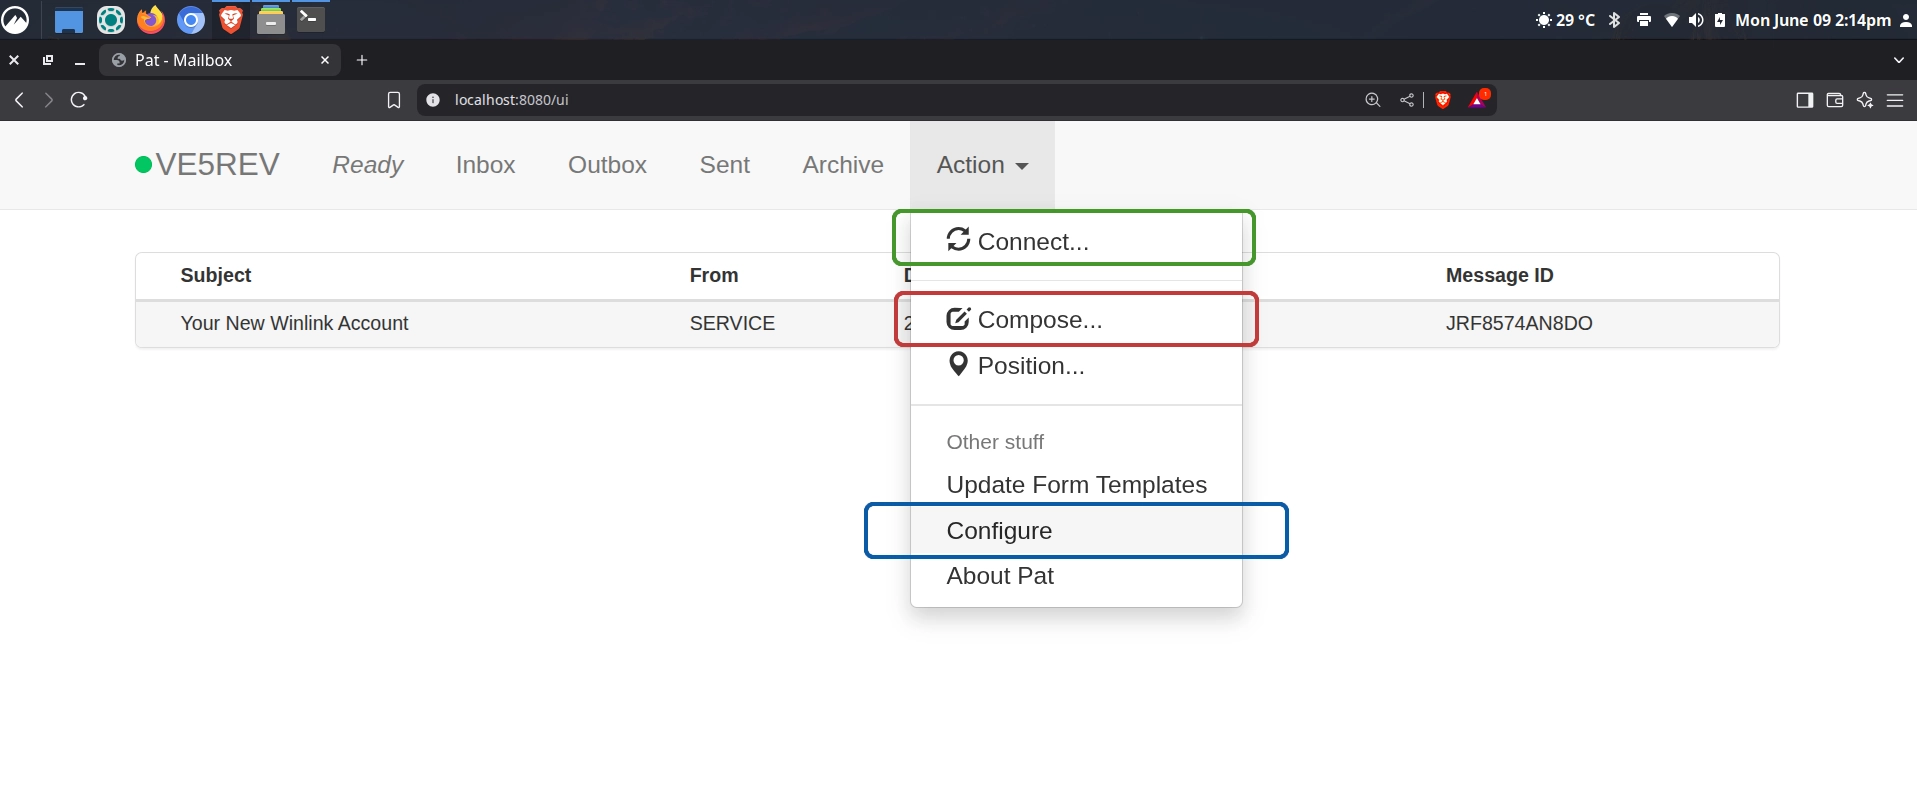 29 °C Mon June 09 2:14pm
Pat - Mailbox
localhost:8080/ui
VE5REV Ready Inbox Outbox Sent Archive Action
Connect...
Subject From Message ID
Compose...
Your New Winlink Account SERVICE JRF8574AN8DO
Position...
Other stuff
Update Form Templates
Configure
About Pat